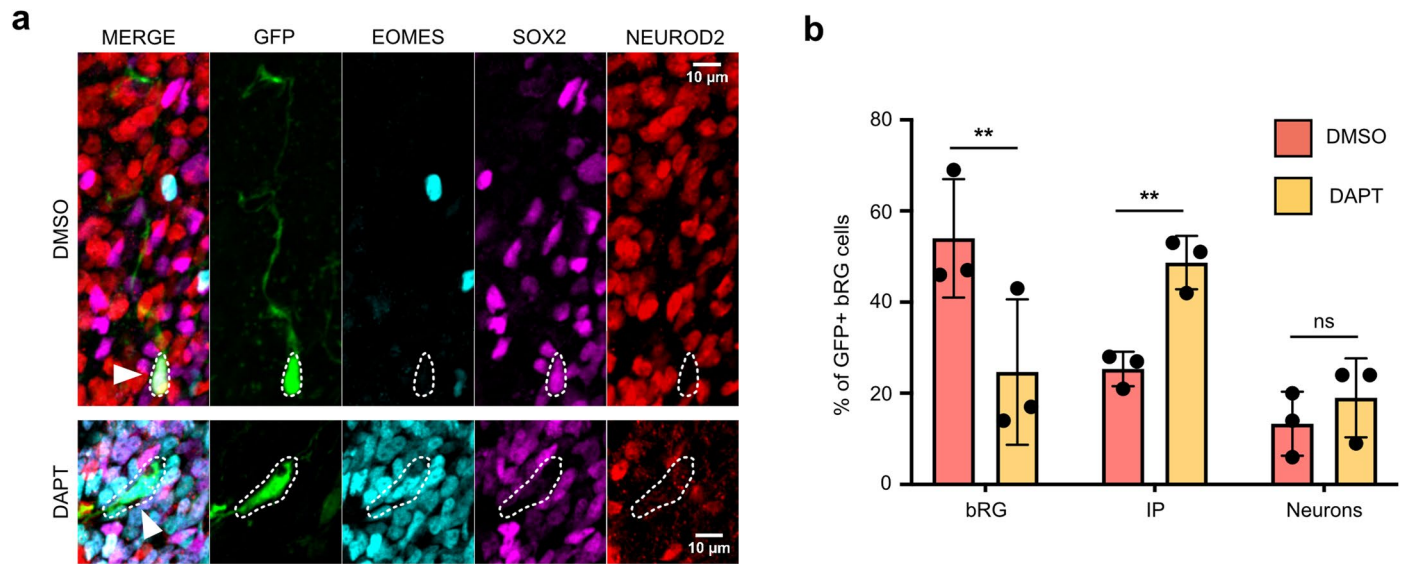 a
MERGE GFP EOMES SOX2 NEUROD2
10 µm
DMSO
DAPT
10 µm
b
% of GFP+ bRG cells
80
60
40
20
0
**
**
ns
DMSO
DAPT
bRG IP Neurons